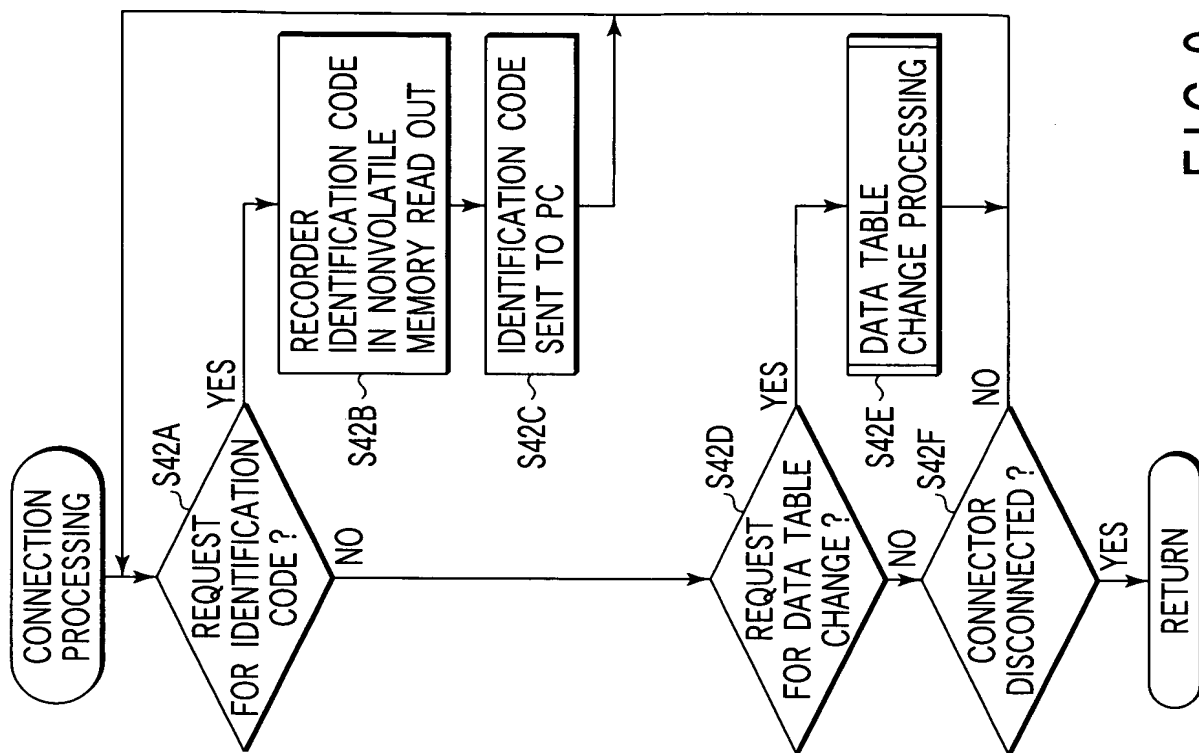 CONNECTION
PROCESSING
S42A
REQUEST
FOR IDENTIFICATION
CODE?
YES
NO
RECORDER
IDENTIFICATION CODE
IN NONVOLATILE
MEMORY READ OUT
S42B
IDENTIFICATION CODE
SENT TO PC
S42C
S42D
REQUEST
FOR DATA TABLE
CHANGE?
YES
NO
DATA TABLE
CHANGE PROCESSING
S42E
S42F
CONNECTOR
DISCONNECTED?
NO
YES
RETURN